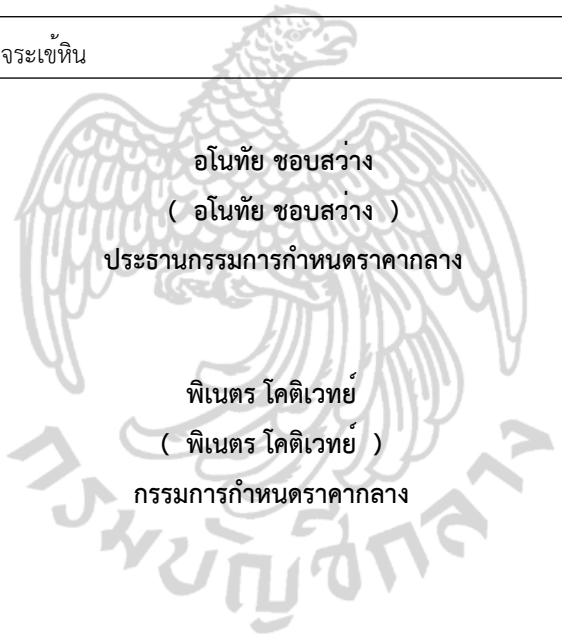 จระเข้หิน
อโนทัย ชอบสว่าง
( อโนทัย ชอบสว่าง )
ประธานกรรมการกำหนดราคากลาง
พิเนตร โคติเวทย์
( พิเนตร โคติเวทย์ )
กรรมการกำหนดราคากลาง
กรมบัญชีกลาง